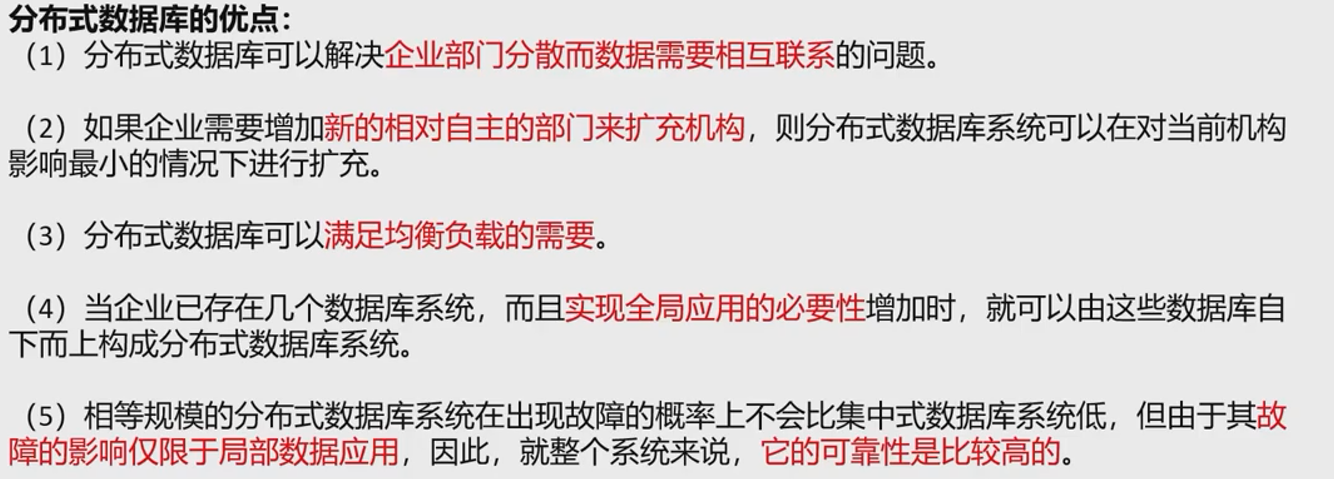 分布式数据库的优点：
（1）分布式数据库可以解决企业部门分散而数据需要相互联系的问题。
（2）如果企业需要增加新的相对自主的部门来扩充机构，则分布式数据库系统可以在对当前机构
影响最小的情况下进行扩充。
（3）分布式数据库可以满足均衡负载的需要。
（4）当企业已存在几个数据库系统，而且实现全局应用的必要性增加时，就可以由这些数据库自
下而上构成分布式数据库系统。
（5）相等规模的分布式数据库系统在出现故障的概率上不会比集中式数据库系统低，但由于其故
障的影响仅限于局部数据应用，因此，就整个系统来说，它的可靠性是比较高的。